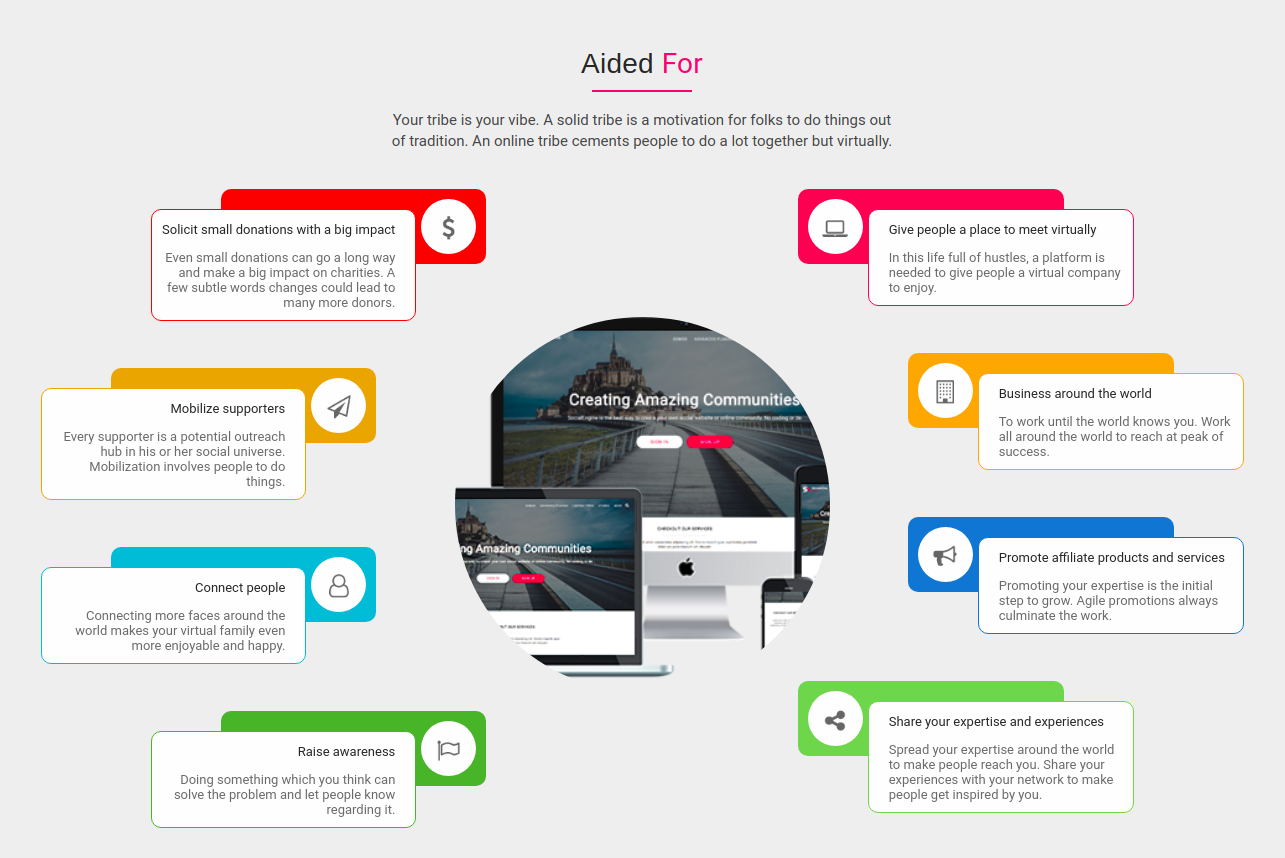 Aided For
Your tribe is your vibe. A solid tribe is a motivation for folks to do things out
of tradition. An online tribe cements people to do a lot together but virtually.
Solicit small donations with a big impact
Even small donations can go a long way
and make a big impact on charities. A
few subtle words changes could lead to
many more donors.
Mobilize supporters
Every supporter is a potential outreach
hub in his or her social universe.
Mobilization involves people to do
things.
Connect people
Connecting more faces around the
world makes your virtual family even
more enjoyable and happy.
Raise awareness
Doing something which you think can
solve the problem and let people know
regarding it.
Creating Amazing Communities
SIGN IN
SIGN UP
CHECKOUT OUR SERVICES
ng Amazing Communities
Give people a place to meet virtually
In this life full of hustles, a platform is
needed to give people a virtual company
to enjoy.
Business around the world
To work until the world knows you. Work
all around the world to reach at peak of
success.
Promote affiliate products and services
Promoting your expertise is the initial
step to grow. Agile promotions always
culminate the work.
Share your expertise and experiences
Spread your expertise around the world
to make people reach you. Share your
experiences with your network to make
people get inspired by you.